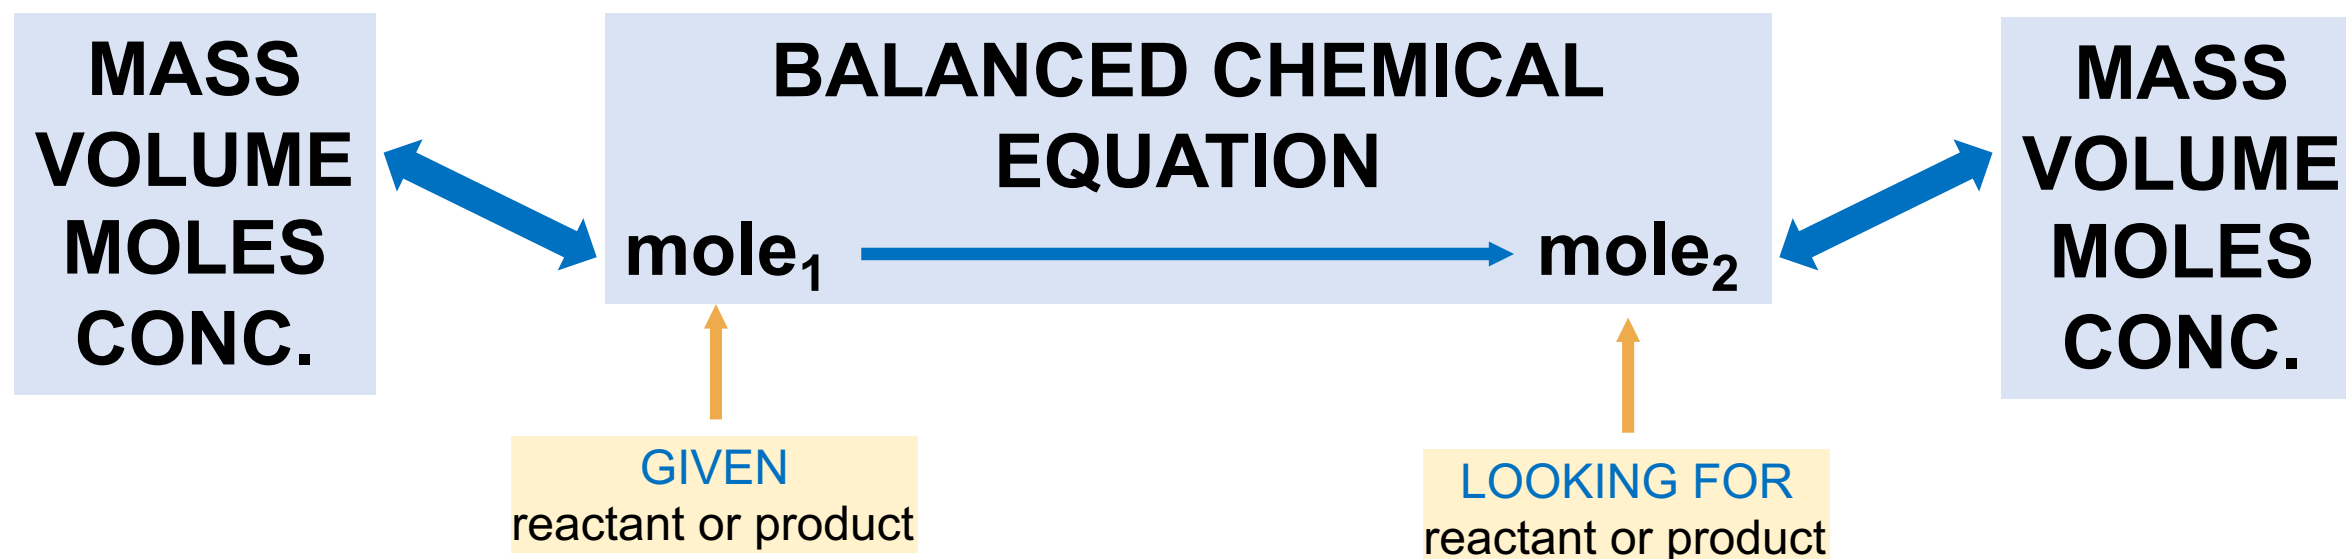 MASS
VOLUME
MOLES
CONC.
BALANCED CHEMICAL
EQUATION
mole₁
mole₂
MASS
VOLUME
MOLES
CONC.
GIVEN
reactant or product
LOOKING FOR
reactant or product